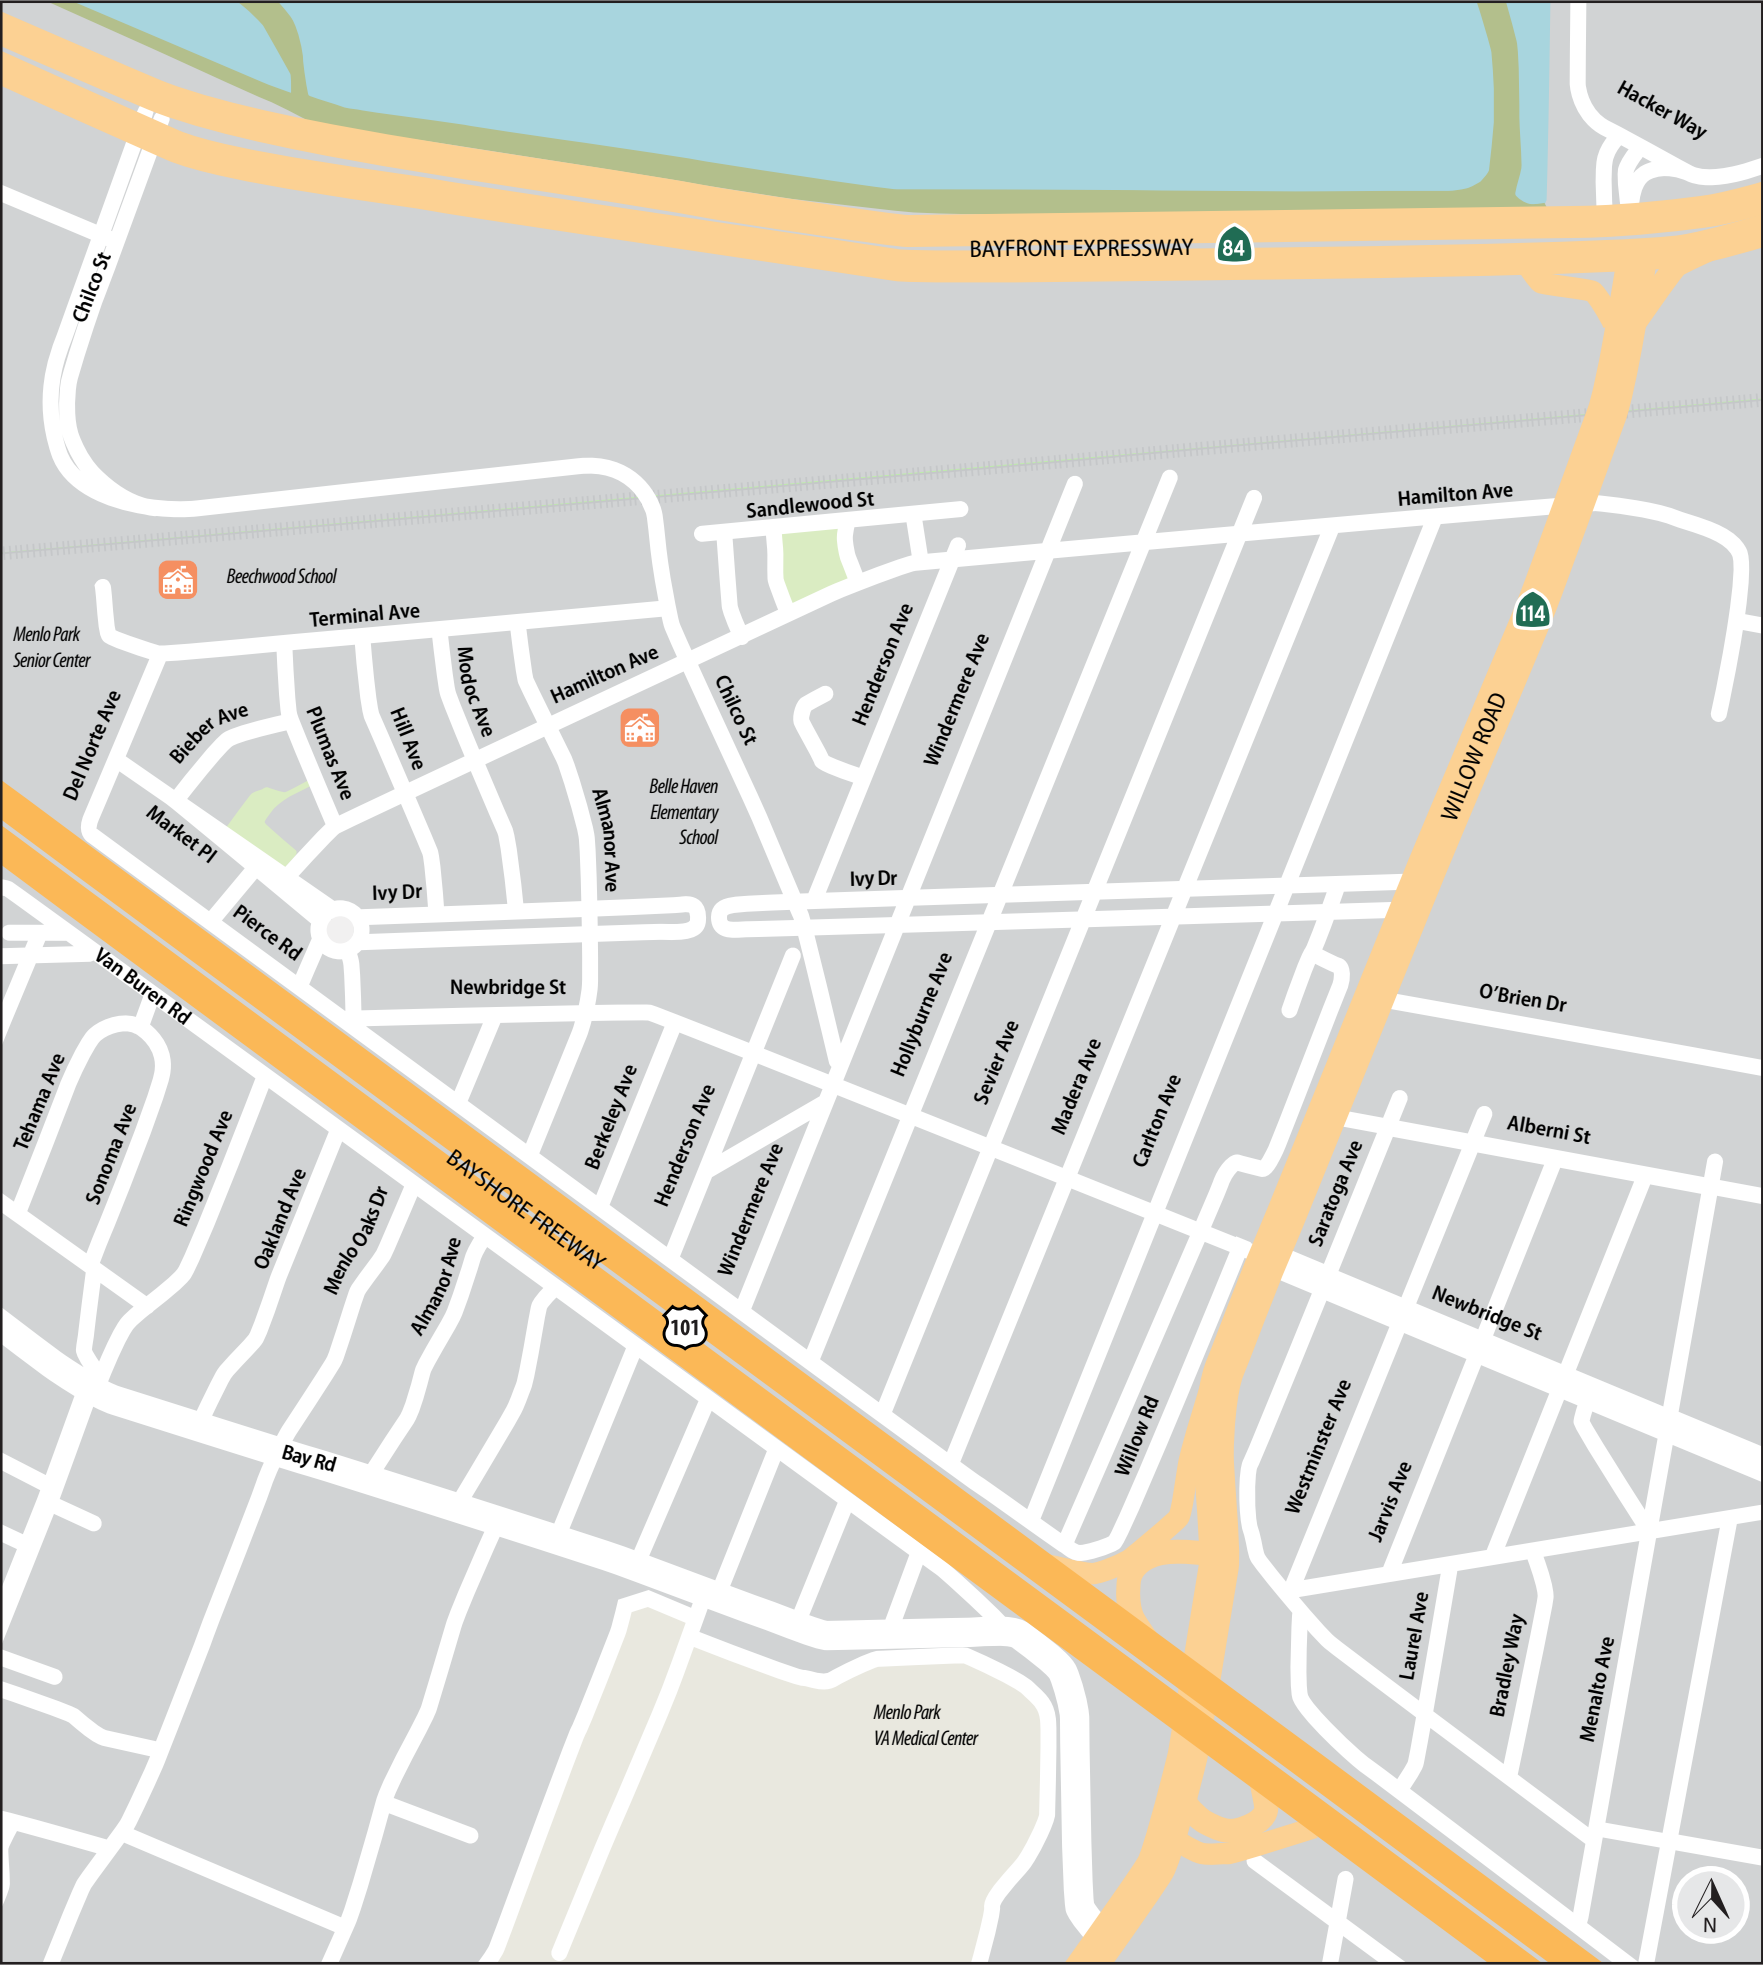 Hacker Way
BAYFRONT EXPRESSWAY
84
Chilco St
Sandlewood St
Hamilton Ave
Beechwood School
Terminal Ave
114
Menlo Park
Senior Center
Henderson Ave
Windermere Ave
Modoc Ave
Hamilton Ave
Chilco St
Del Norte Ave
Bieber Ave
Plumas Ave
Hill Ave
WILLOW ROAD
Belle Haven
Elementary
School
Market Pl
Almanor Ave
Ivy Dr
Ivy Dr
Pierce Rd
Van Buren Rd
Newbridge St
O'Brien Dr
Hollyburne Ave
Sevier Ave
Madera Ave
Carlton Ave
Tehama Ave
Sonoma Ave
Ringwood Ave
Berkeley Ave
Henderson Ave
Alberni St
Saratoga Ave
Oakland Ave
Menlo Oaks Dr
Almanor Ave
BAYSHORE FREEWAY
Windermere Ave
101
Newbridge St
Bay Rd
Willow Rd
Westminster Ave
Jarvis Ave
Laurel Ave
Bradley Way
Menalto Ave
Menlo Park
VA Medical Center
N